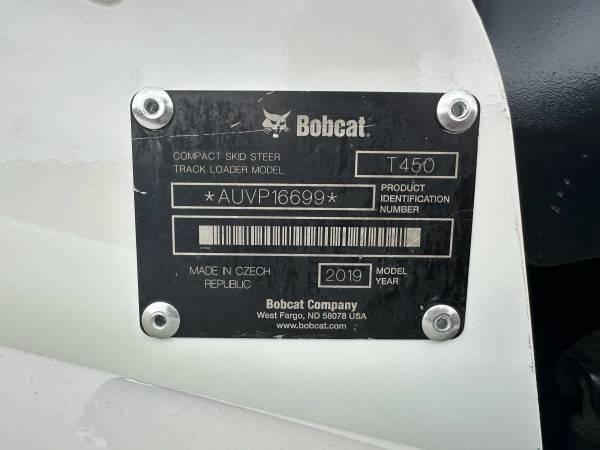 Bobcat
COMPACT SKID STEER
TRACK LOADER MODEL
T450
*AUVP16699*
PRODUCT
IDENTIFICATION
NUMBER
MADE IN CZECH
REPUBLIC
2019
MODEL
YEAR
Bobcat Company
West Fargo, ND 58078 USA
www.bobcat.com